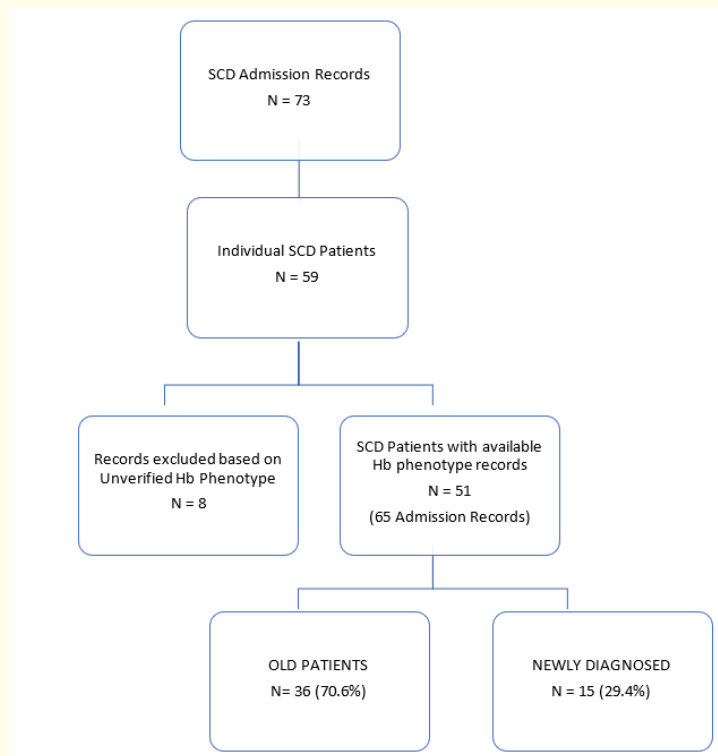 SCD Admission Records
N = 73
Individual SCD Patients
N = 59
Records excluded based on
Unverified Hb Phenotype
N = 8
SCD Patients with available
Hb phenotype records
N = 51
(65 Admission Records)
OLD PATIENTS
N= 36 (70.6%)
NEWLY DIAGNOSED
N = 15 (29.4%)